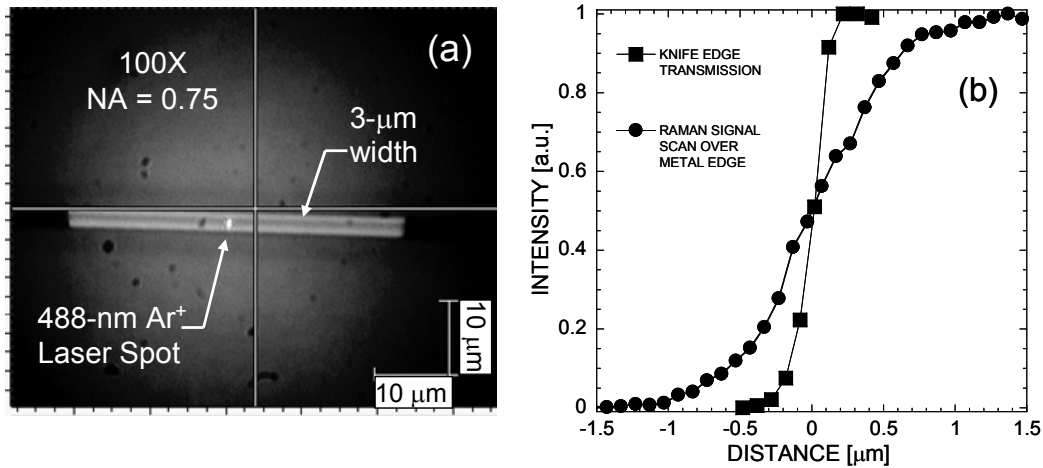 (a)
100X
NA = 0.75
3-μm
width
488-nm Ar+
Laser Spot
10 μm
10 μm
(b)
KNIFE EDGE
TRANSMISSION
RAMAN SIGNAL
SCAN OVER
METAL EDGE
INTENSITY [a.u.]
1
0.8
0.6
0.4
0.2
0
-1.5 -1 -0.5 0 0.5 1 1.5
DISTANCE [μm]